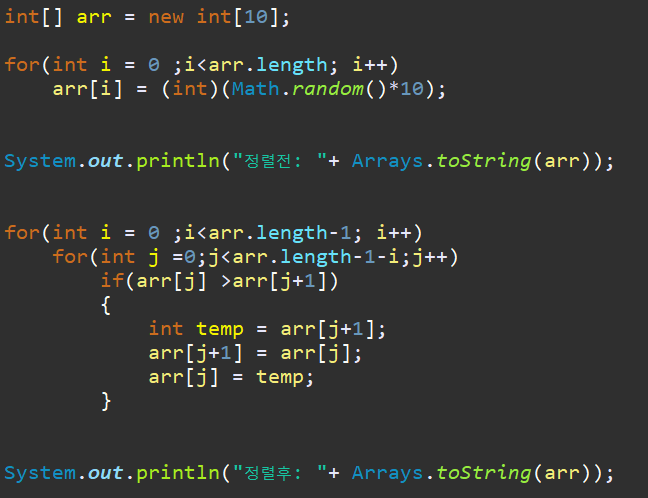 int[] arr = new int[10];
for(int i = 0 ;i<arr.length; i++)
arr[i] = (int)(Math.random()*10);
System.out.println("정렬전: "+ Arrays.toString(arr));
for(int i = 0 ;i<arr.length-1; i++)
for(int j =0;j<arr.length-1-i;j++)
if(arr[j] >arr[j+1])
{
int temp = arr[j+1];
arr[j+1] = arr[j];
arr[j] = temp;
}
System.out.println("정렬후: "+ Arrays.toString(arr));